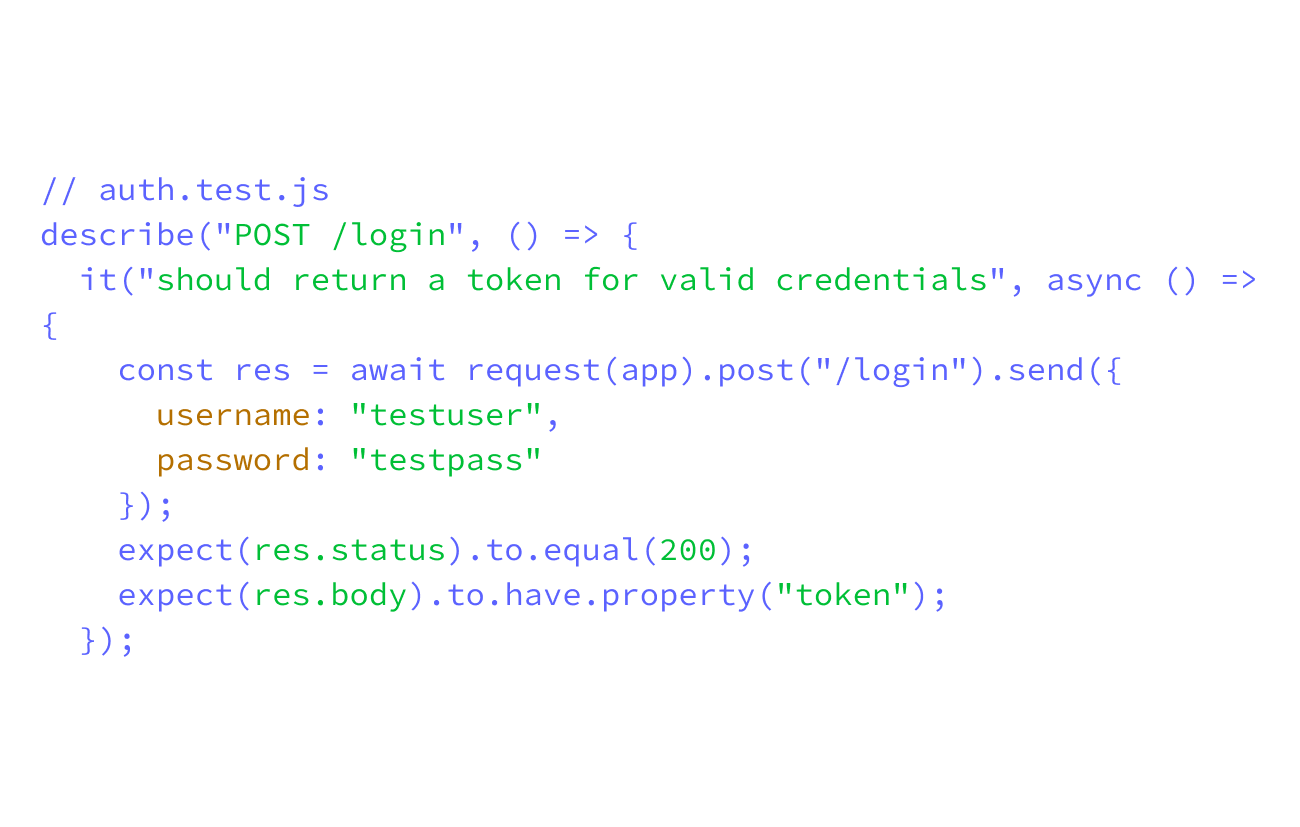 // auth.test.js
describe("POST /login", () => {
  it("should return a token for valid credentials", async () =>
{
    const res = await request(app).post("/login").send({
      username: "testuser",
      password: "testpass"
    });
    expect(res.status).to.equal(200);
    expect(res.body).to.have.property("token");
  });